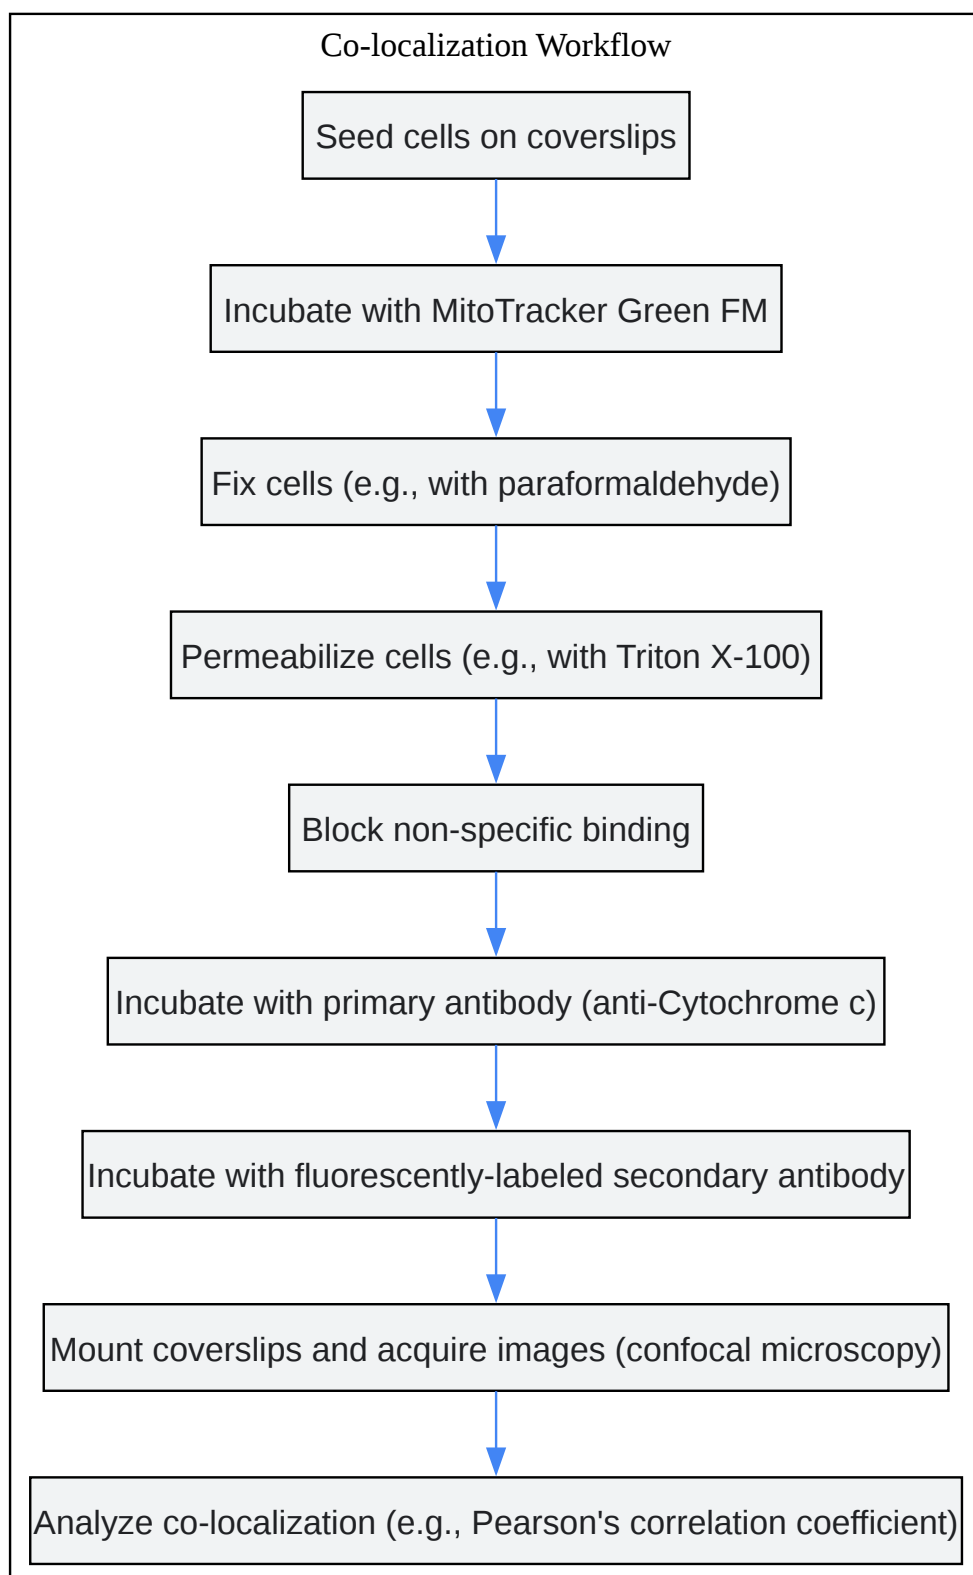 Co-localization Workflow
Seed cells on coverslips
Incubate with MitoTracker Green FM
Fix cells (e.g., with paraformaldehyde)
Permeabilize cells (e.g., with Triton X-100)
Block non-specific binding
Incubate with primary antibody (anti-Cytochrome c)
Incubate with fluorescently-labeled secondary antibody
Mount coverslips and acquire images (confocal microscopy)
Analyze co-localization (e.g., Pearson's correlation coefficient)